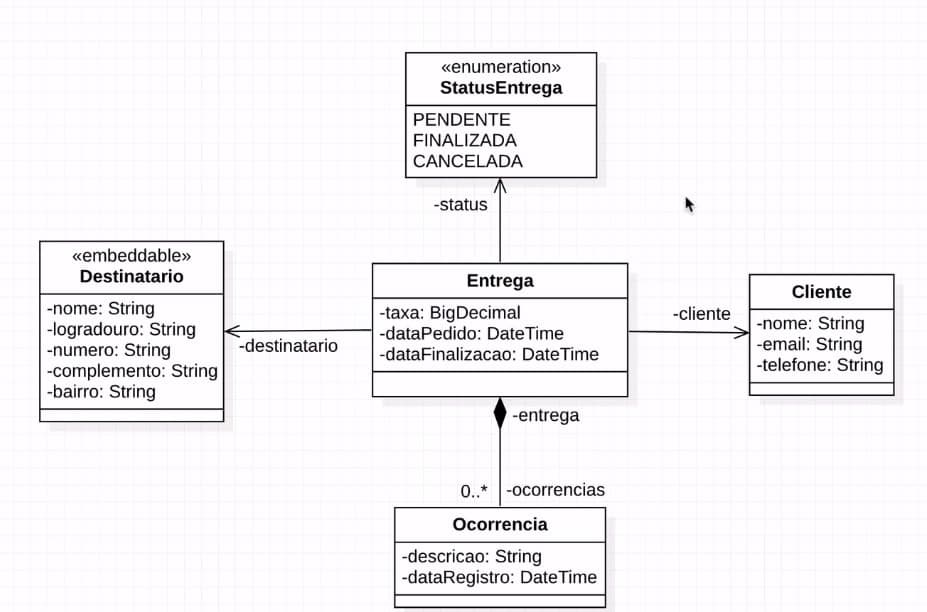 «enumeration»
StatusEntrega
PENDENTE
FINALIZADA
CANCELADA
-status
«embeddable»
Destinatario
-nome: String
-logradouro: String
-numero: String
-complemento: String
-bairro: String
-destinatario
Entrega
-taxa: BigDecimal
-dataPedido: DateTime
-dataFinalizacao: DateTime
-cliente
Cliente
-nome: String
-email: String
-telefone: String
-entrega
0..*
-ocorrencias
Ocorrencia
-descricao: String
-dataRegistro: DateTime